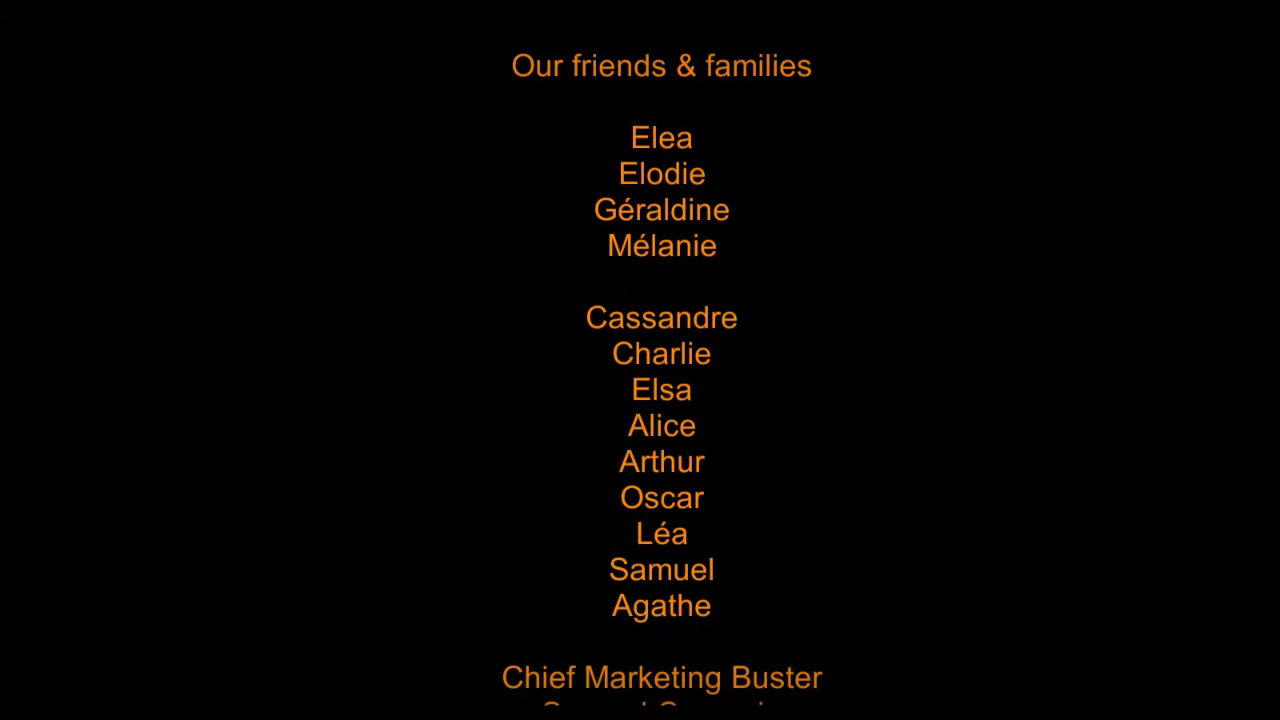 Our friends & families
Elea
Elodie
Géraldine
Mélanie
Cassandre
Charlie
Elsa
Alice
Arthur
Oscar
Léa
Samuel
Agathe
Chief Marketing Buster